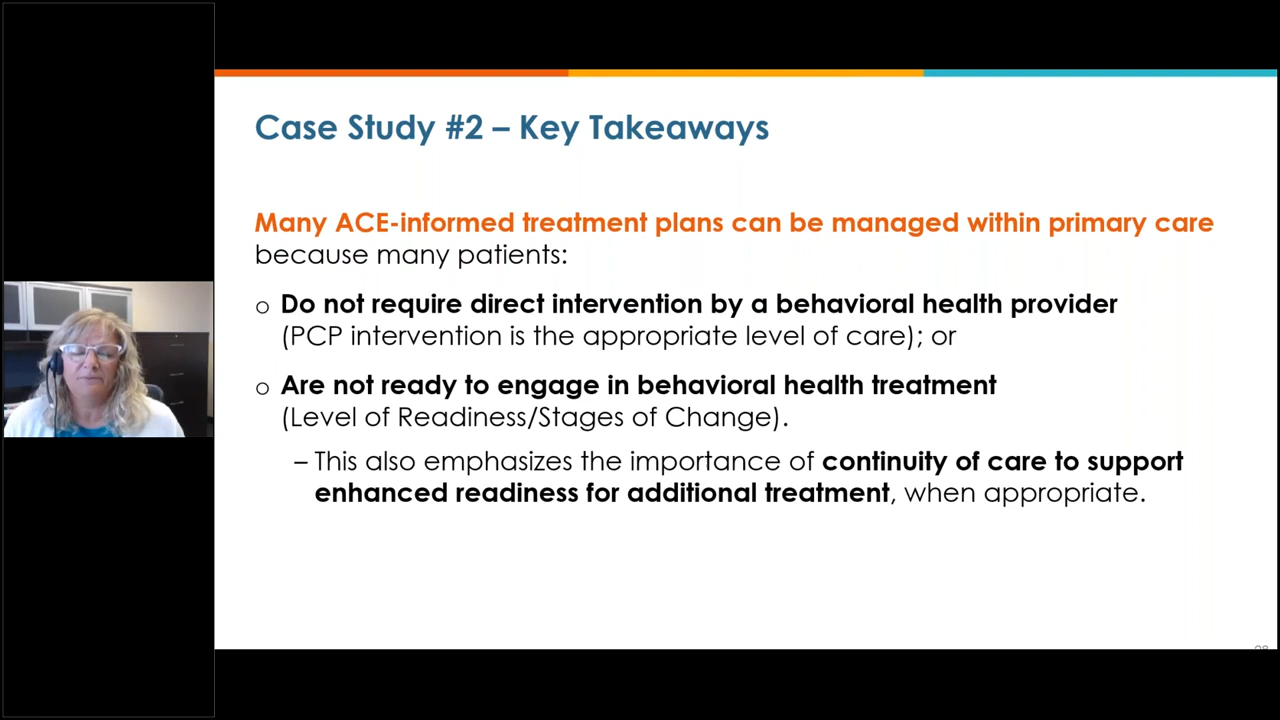 Case Study #2 – Key Takeaways
Many ACE-informed treatment plans can be managed within primary care
because many patients:
o Do not require direct intervention by a behavioral health provider
(PCP intervention is the appropriate level of care); or
o Are not ready to engage in behavioral health treatment
(Level of Readiness/Stages of Change).
– This also emphasizes the importance of continuity of care to support
enhanced readiness for additional treatment, when appropriate.